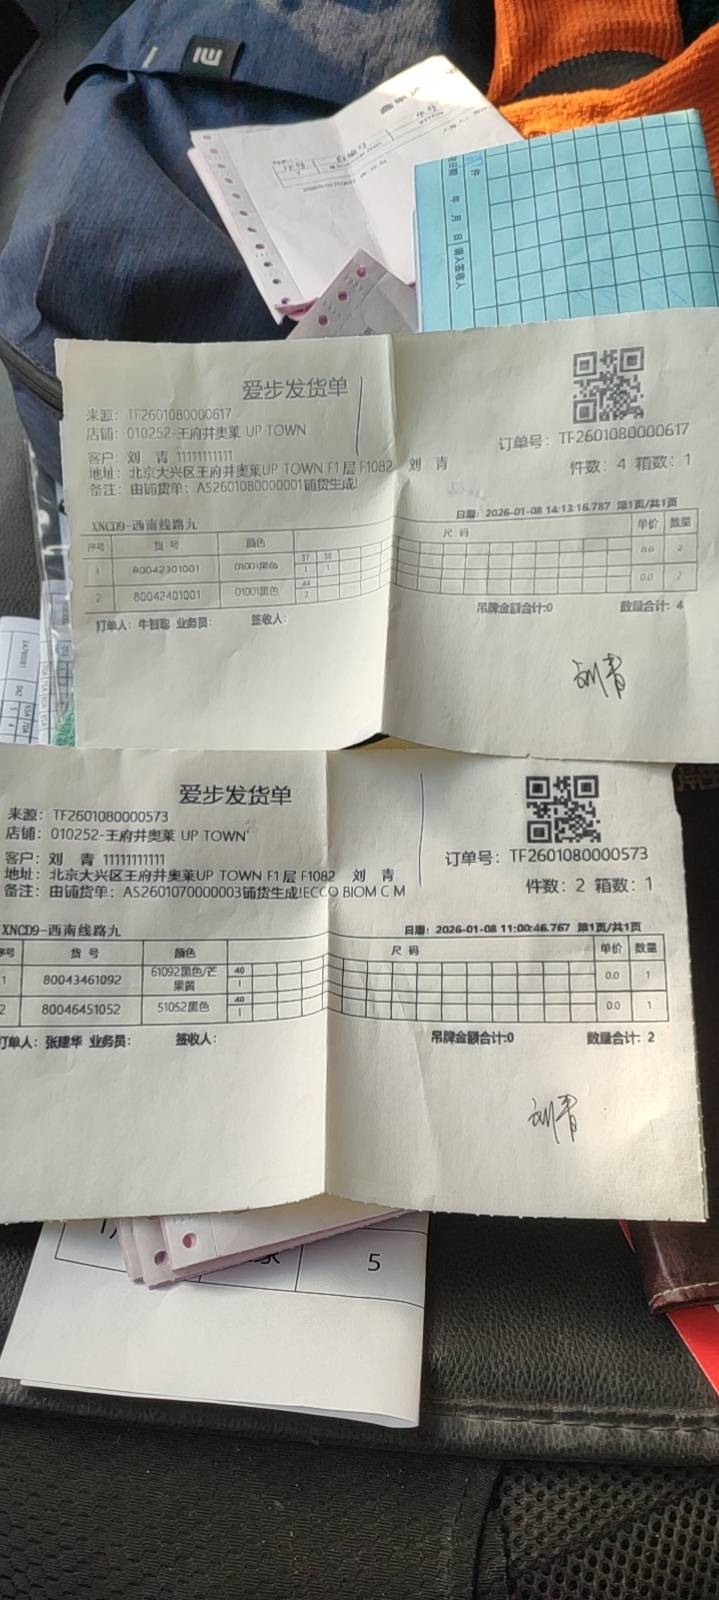 mi
年 月 日
爱步发货单
来源: TF2601080000617
店铺: 010252-王府井奥莱 UP TOWN
订单号: TF2601080000617
客户: 刘 青 11111111111
地址: 北京大兴区王府井奥莱UP TOWN F1层 F1082 刘 青
件数: 4 箱数: 1
备注: 由铺货单: AS2601080000001铺货生成!
日期: 2026-01-08 14:13:16.787 第1页/共1页
XNCD9-西南线路九
序号 货 号 颜色 尺 码 单价 数量
37 38
1 80042301001 01001黑色 1 1 0.0 2
44
2 80042401001 01001黑色 2 0.0 2
吊牌金额合计:0 数量合计: 4
打单人: 牛智聪 业务员: 签收人:
刘青
爱步发货单
来源: TF2601080000573
店铺: 010252-王府井奥莱 UP TOWN
订单号: TF2601080000573
客户: 刘 青 11111111111
地址: 北京大兴区王府井奥莱UP TOWN F1层 F1082 刘 青
件数: 2 箱数: 1
备注: 由铺货单: AS2601070000003铺货生成!ECCO BIOM C M
XNCD9-西南线路九
日期: 2026-01-08 11:00:46.767 第1页/共1页
序号 货 号 颜色 尺 码 单价 数量
40
1 80043461092 61092黑色/芒果黄 1 0.0 1
40
2 80046451052 51052黑色 1 0.0 1
打单人: 张建华 业务员: 签收人:
吊牌金额合计:0 数量合计: 2
刘青
5